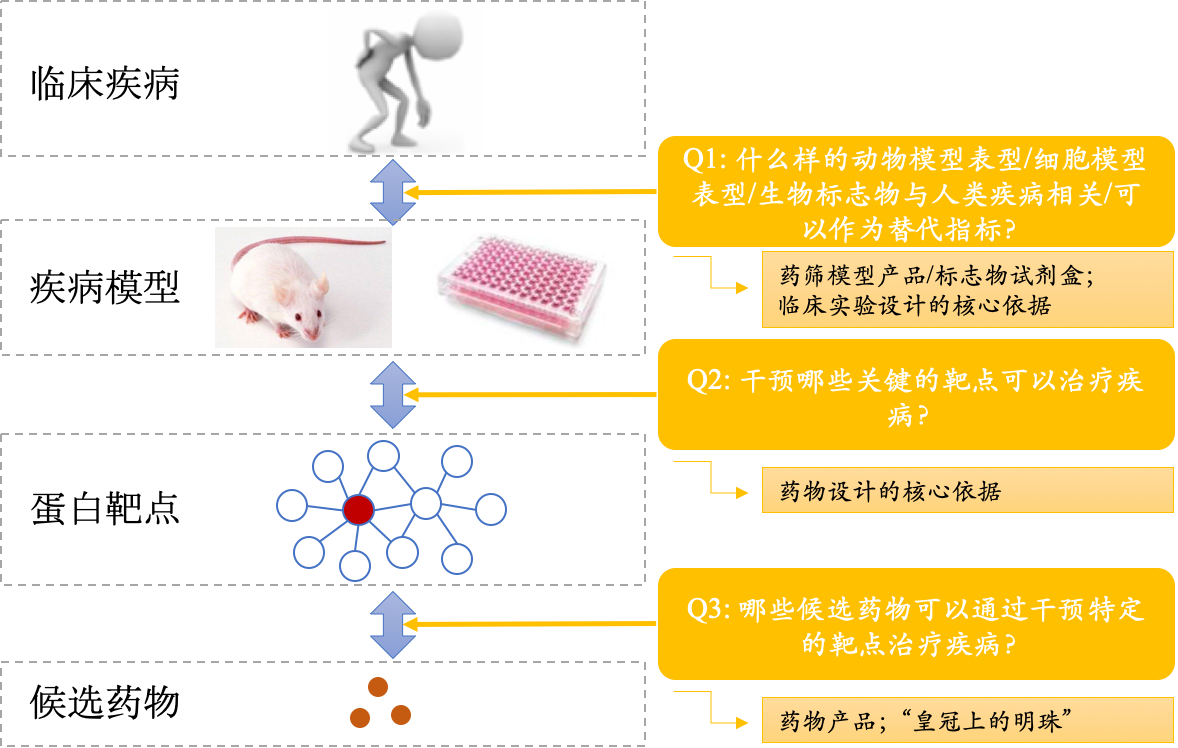 临床疾病
Q1: 什么样的动物模型表型/细胞模型
表型/生物标志物与人类疾病相关/可
以作为替代指标?
疾病模型
药筛模型产品/标志物试剂盒;
临床实验设计的核心依据
Q2: 干预哪些关键的靶点可以治疗疾
病?
蛋白靶点
药物设计的核心依据
Q3: 哪些候选药物可以通过干预特定
的靶点治疗疾病?
候选药物
药物产品;“皇冠上的明珠”